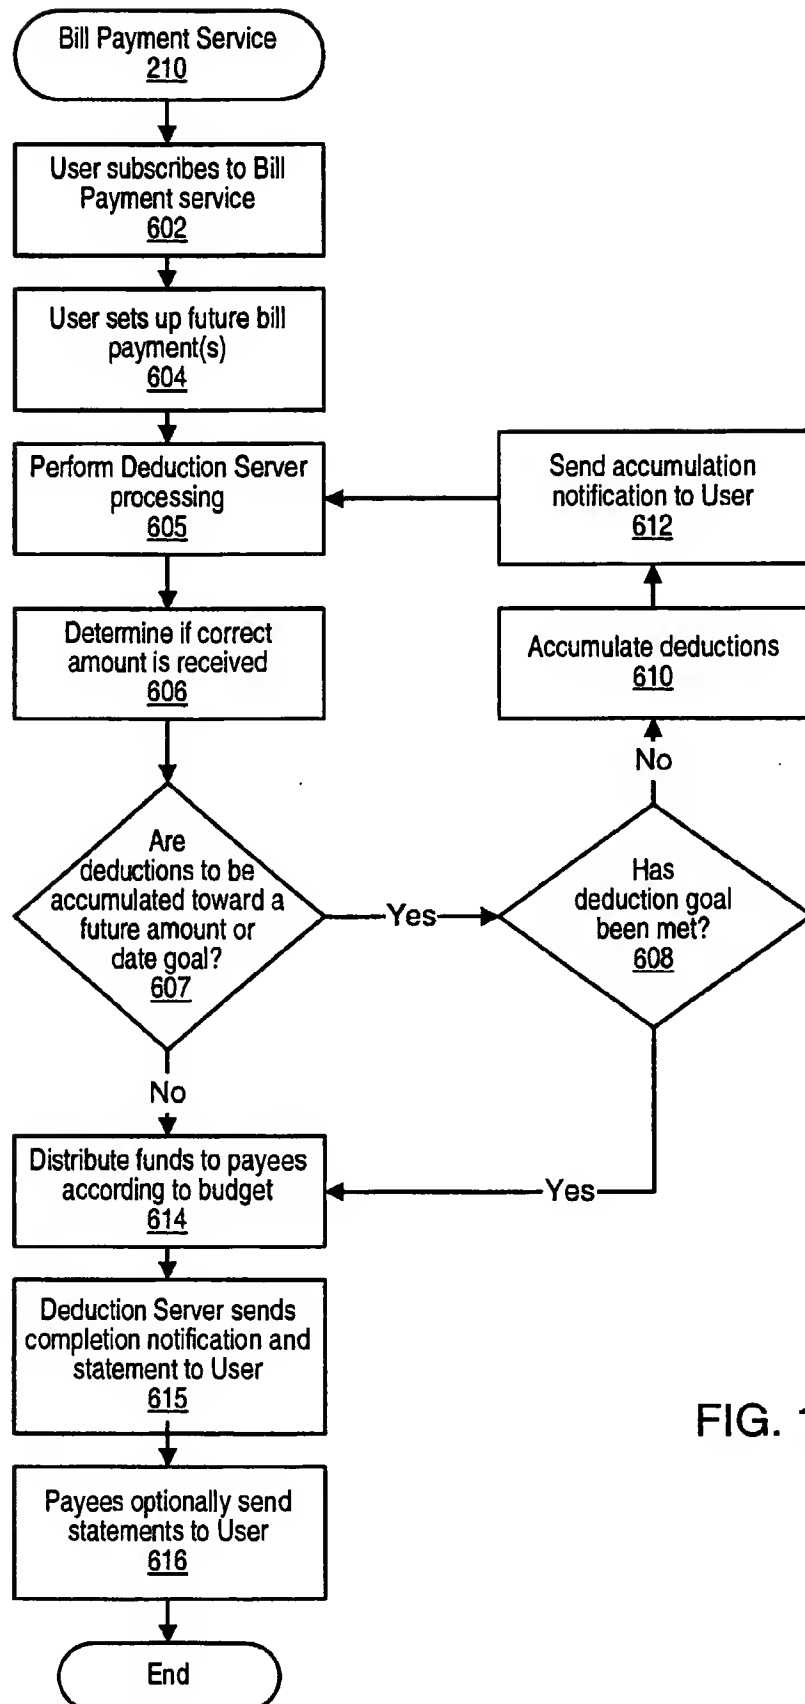 Bill Payment Service
210
User subscribes to Bill
Payment service
602
User sets up future bill
payment(s)
604
Perform Deduction Server
processing
605
Send accumulation
notification to User
612
Determine if correct
amount is received
606
Accumulate deductions
610
No
Are
deductions to be
accumulated toward a
future amount or
date goal?
607
Yes
Has
deduction goal
been met?
608
No
Distribute funds to payees
according to budget
614
Yes
Deduction Server sends
completion notification and
statement to User
615
FIG.
Payees optionally send
statements to User
616
End